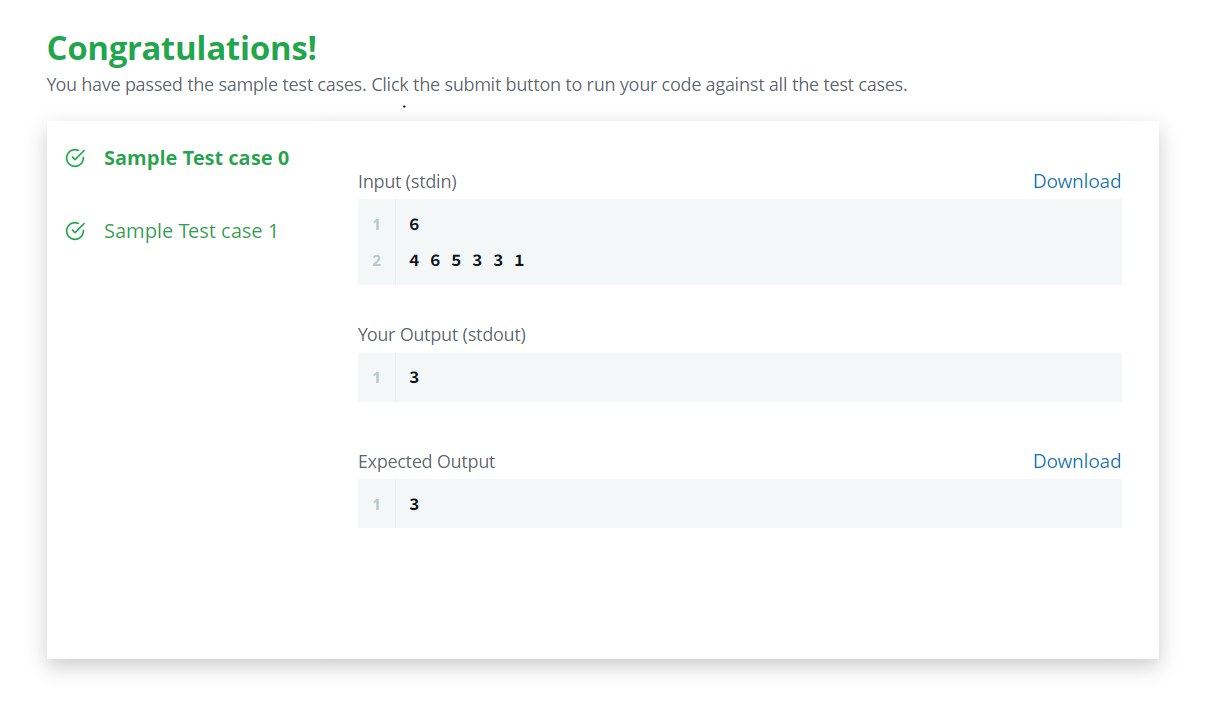 Congratulations!
You have passed the sample test cases. Click the submit button to run your code against all the test cases.
Sample Test case 0
Sample Test case 1
Input (stdin)
Download
1 6
2 4 6 5 3 3 1
Your Output (stdout)
1 3
Expected Output
Download
1 3